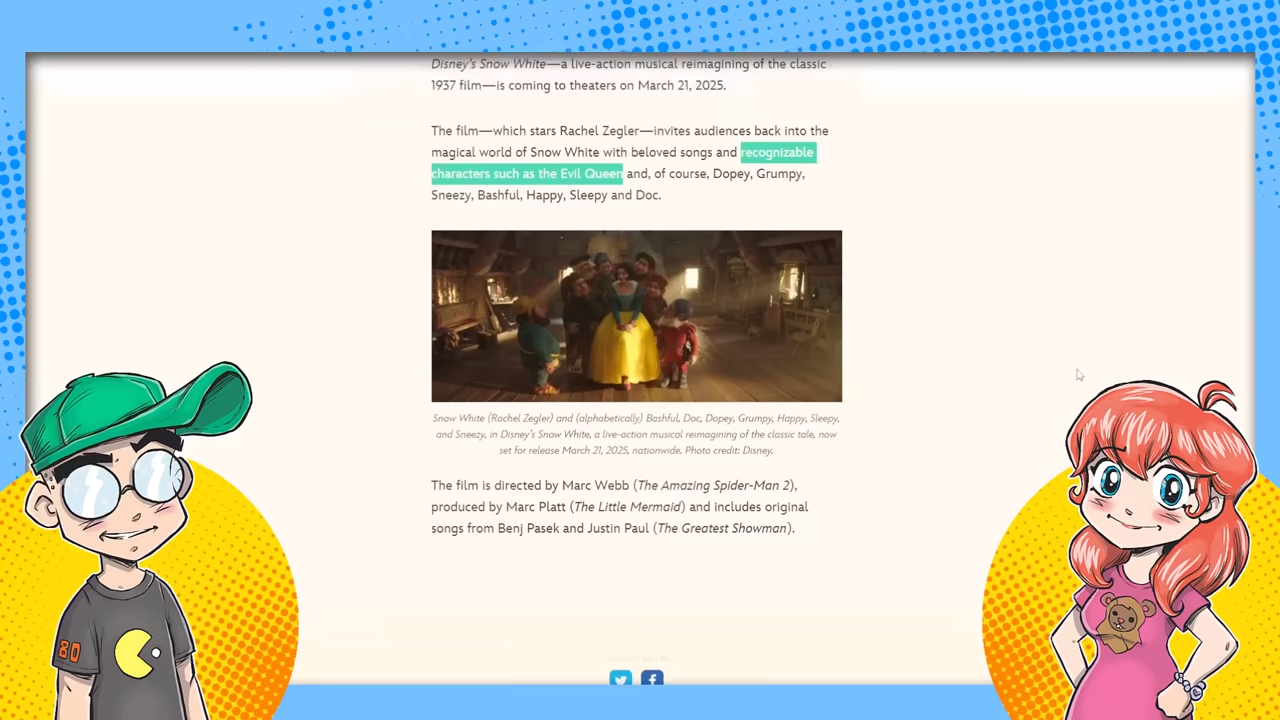 Disney's Snow White—a live-action musical reimagining of the classic
1937 film—is coming to theaters on March 21, 2025.
The film—which stars Rachel Zegler—invites audiences back into the
magical world of Snow White with beloved songs and recognizable
characters such as the Evil Queen and, of course, Dopey, Grumpy,
Sneezy, Bashful, Happy, Sleepy and Doc.
Snow White (Rachel Zegler) and (alphabetically) Bashful, Doc, Dopey, Grumpy, Happy, Sleepy,
and Sneezy, in Disney's Snow White, a live-action musical reimagining of the classic tale, now
set for release March 21, 2025, nationwide. Photo credit: Disney.
The film is directed by Marc Webb (The Amazing Spider-Man 2),
produced by Marc Platt (The Little Mermaid) and includes original
songs from Benj Pasek and Justin Paul (The Greatest Showman).
80